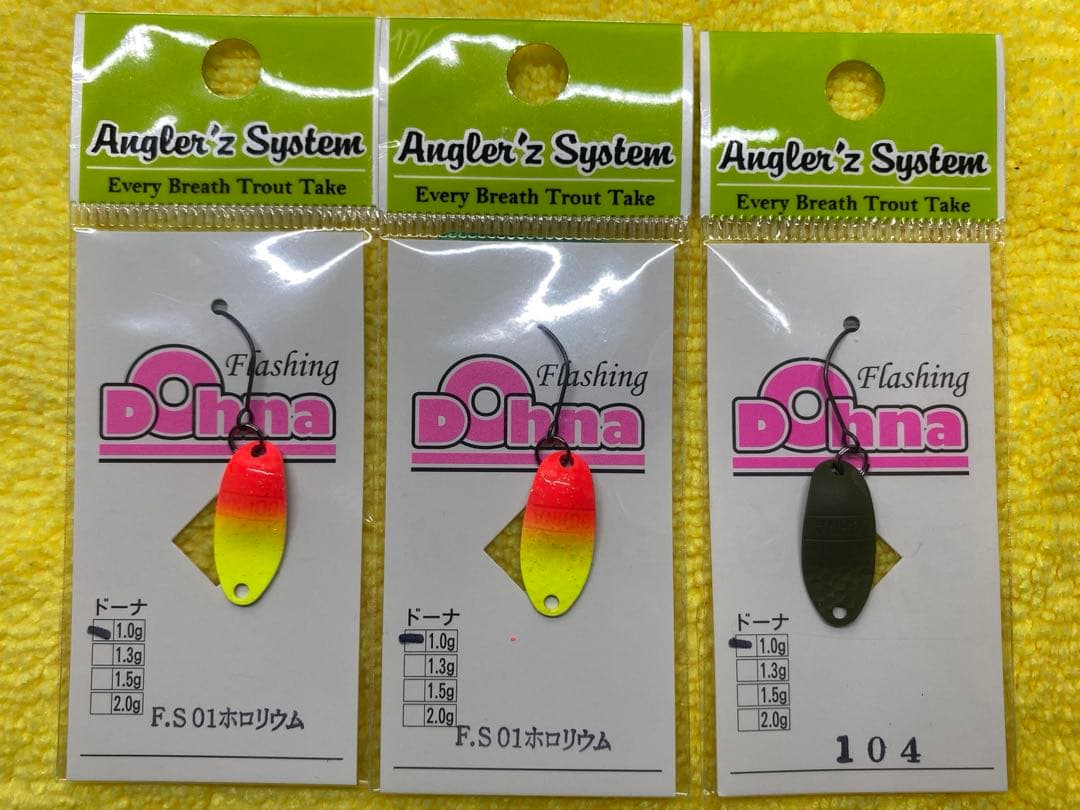 Angler'z System
Every Breath Trout Take
Flashing
Dohna
ドーナ
1.0g
1.3g
1.5g
2.0g
F.S01ホロリウム
Angler'z System
Every Breath Trout Take
Flashing
Dohna
ドーナ
1.0g
1.3g
1.5g
2.0g
F.S01ホロリウム
Angler'z System
Every Breath Trout Take
Flashing
Dohna
ドーナ
1.0g
1.3g
1.5g
2.0g
104